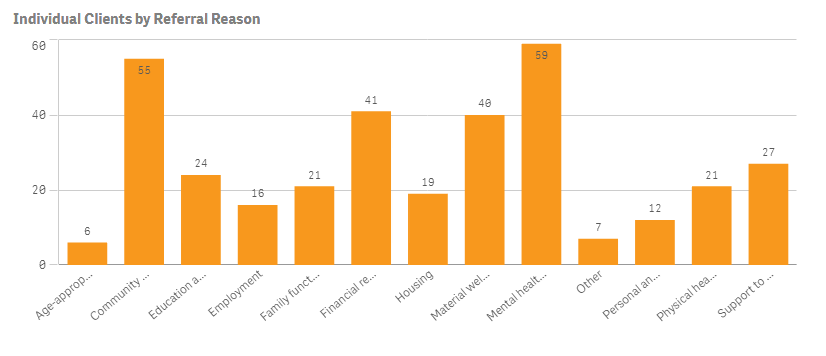 Individual Clients by Referral Reason
60
40
20
0
6
55
24
16
21
41
19
40
59
7
12
21
27
Age-approp...
Community ...
Education a...
Employment
Family funct...
Financial re...
Housing
Material wel...
Mental healt...
Other
Personal an...
Physical hea...
Support to ...